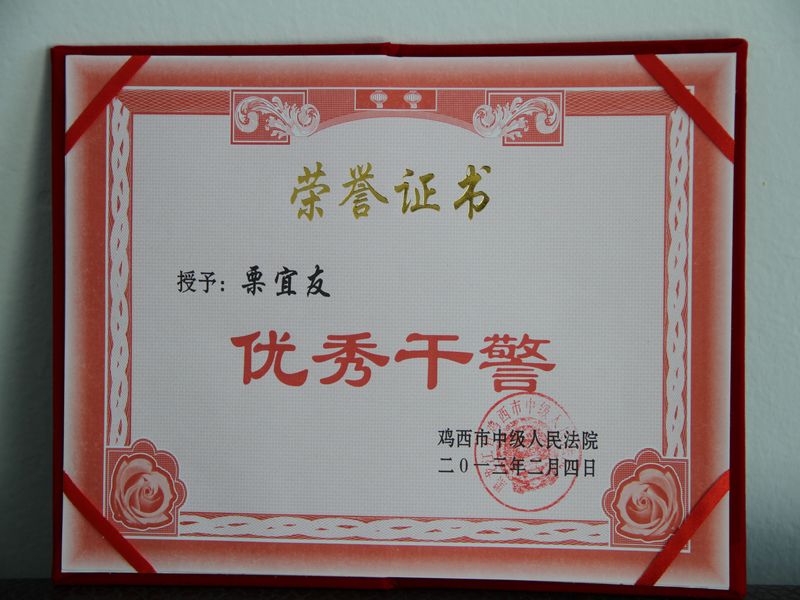 荣誉证书
授予：栗宜友
优秀干警
鸡西市中级人民法院
二〇一三年二月四日